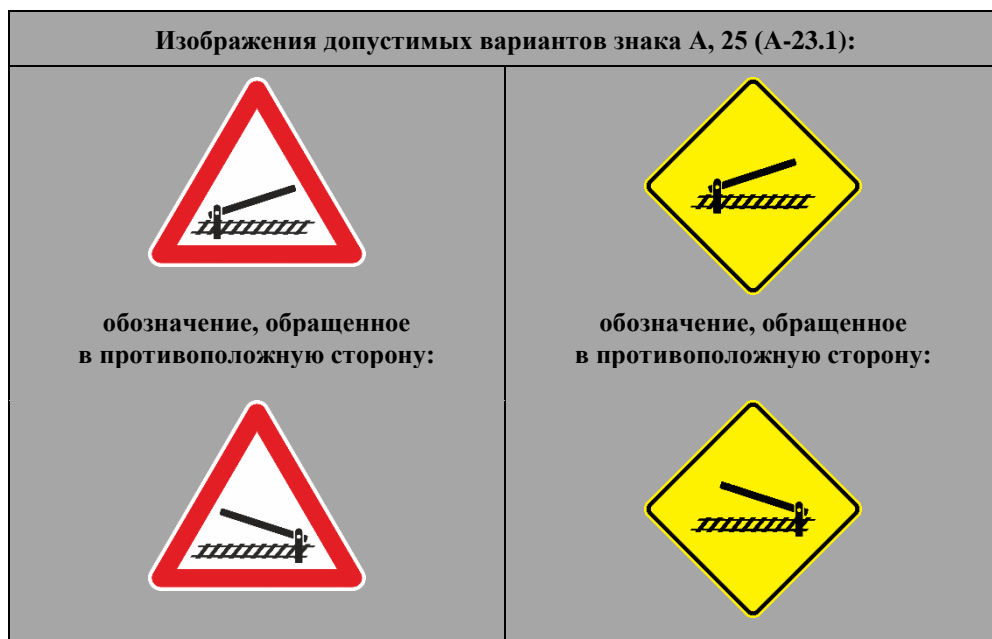 Изображения допустимых вариантов знака А, 25 (А-23.1):
обозначение, обращенное
в противоположную сторону:
обозначение, обращенное
в противоположную сторону: